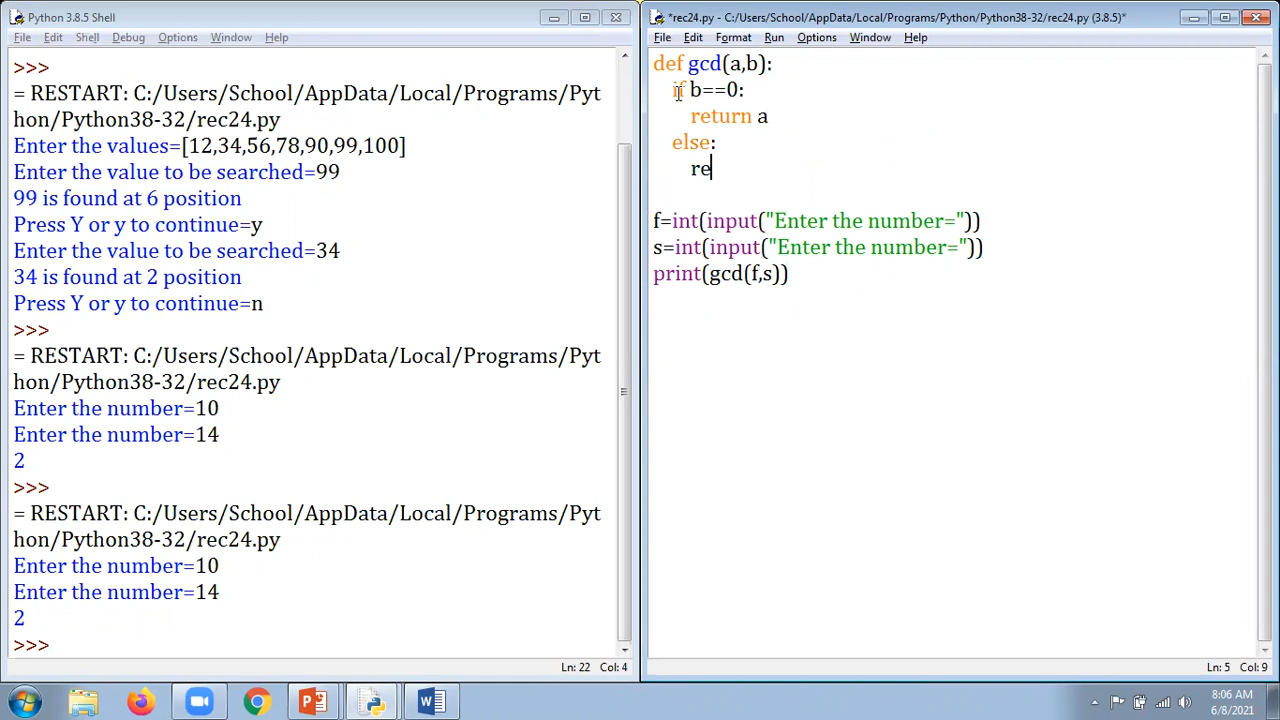 Python 3.8.5 Shell
File Edit Shell Debug Options Window Help
>>>
= RESTART: C:/Users/School/AppData/Local/Programs/Pyt
hon/Python38-32/rec24.py
Enter the values=[12,34,56,78,90,99,100]
Enter the value to be searched=99
99 is found at 6 position
Press Y or y to continue=y
Enter the value to be searched=34
34 is found at 2 position
Press Y or y to continue=n
>>>
= RESTART: C:/Users/School/AppData/Local/Programs/Pyt
hon/Python38-32/rec24.py
Enter the number=10
Enter the number=14
2
>>>
= RESTART: C:/Users/School/AppData/Local/Programs/Pyt
hon/Python38-32/rec24.py
Enter the number=10
Enter the number=14
2
>>>
Ln: 22 Col: 4
*rec24.py - C:/Users/School/AppData/Local/Programs/Python/Python38-32/rec24.py (3.8.5)*
File Edit Format Run Options Window Help
def gcd(a,b):
if b==0:
return a
else:
re
f=int(input("Enter the number="))
s=int(input("Enter the number="))
print(gcd(f,s))
Ln: 5 Col: 9
8:06 AM
6/8/2021